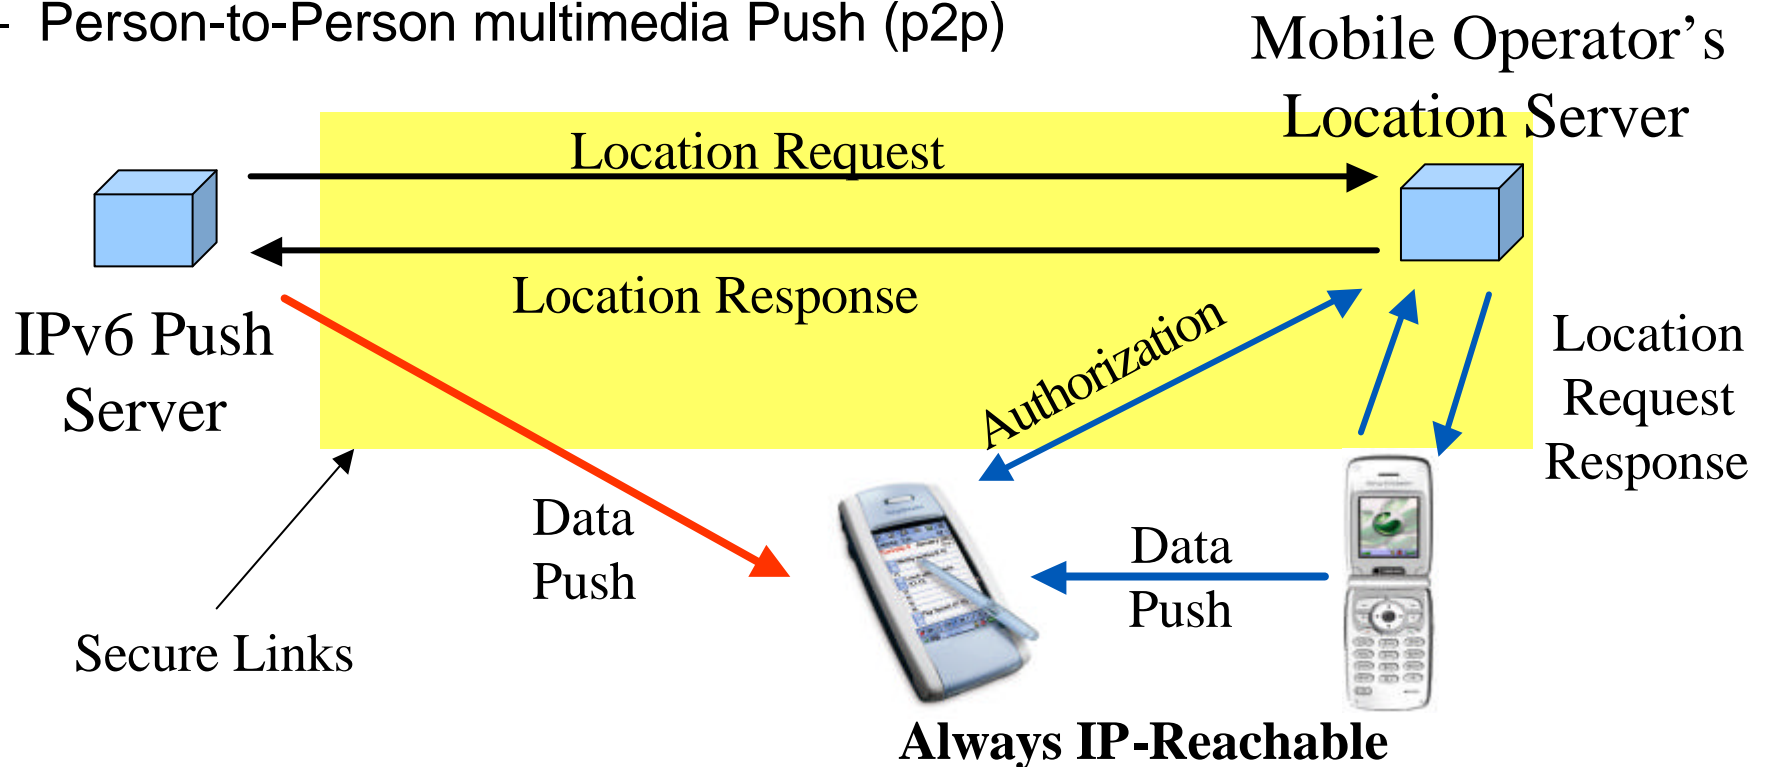 - Person-to-Person multimedia Push (p2p)
Mobile Operator's
Location Server
Location Request
Location Response
IPv6 Push
Server
Authorization
Location
Request
Response
Data
Push
Data
Push
Secure Links
Always IP-Reachable